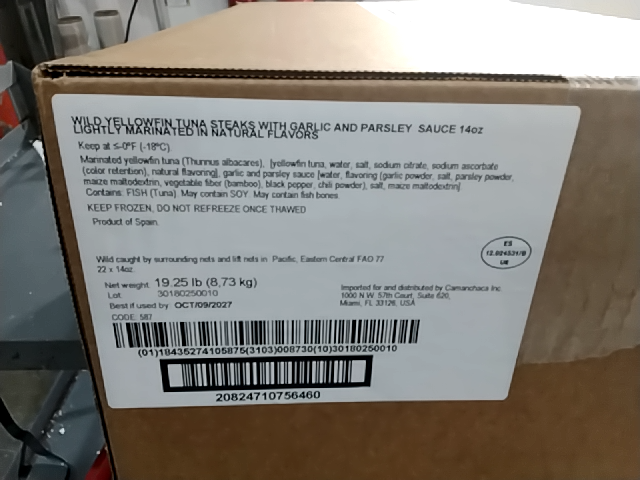 WILD YELLOWFIN TUNA STEAKS WITH GARLIC AND PARSLEY SAUCE 14oz
LIGHTLY MARINATED IN NATURAL FLAVORS
Keep at ≤-0ºF (-18ºC)
Marinated yellowfin tuna (Thunnus albacares), [yellowfin tuna, water, salt, sodium citrate, sodium ascorbate
(color retention), natural flavoring], garlic and parsley sauce [water, flavoring (garlic powder, salt, parsley powder,
maize maltodextrin, vegetable fiber (bamboo), black pepper, chili powder), salt, maize maltodextrin]
Contains: FISH (Tuna). May contain SOY. May contain fish bones.
KEEP FROZEN, DO NOT REFREEZE ONCE THAWED
Product of Spain.
Wild caught by surrounding nets and lift nets in Pacific, Eastern Central FAO 77
22 x 14oz.
Net weight: 19.25 lb (8,73 kg)
Lot: 30180250010
Best if used by: OCT/09/2027
CODE: 587
Imported for and distributed by Camanchaca Inc.
1000 N.W. 57th Court, Suite 620,
Miami, FL 33126, USA
ES
12.024531/B
UE
(01)18435274105875(3103)008730(10)30180250010
20824710756460